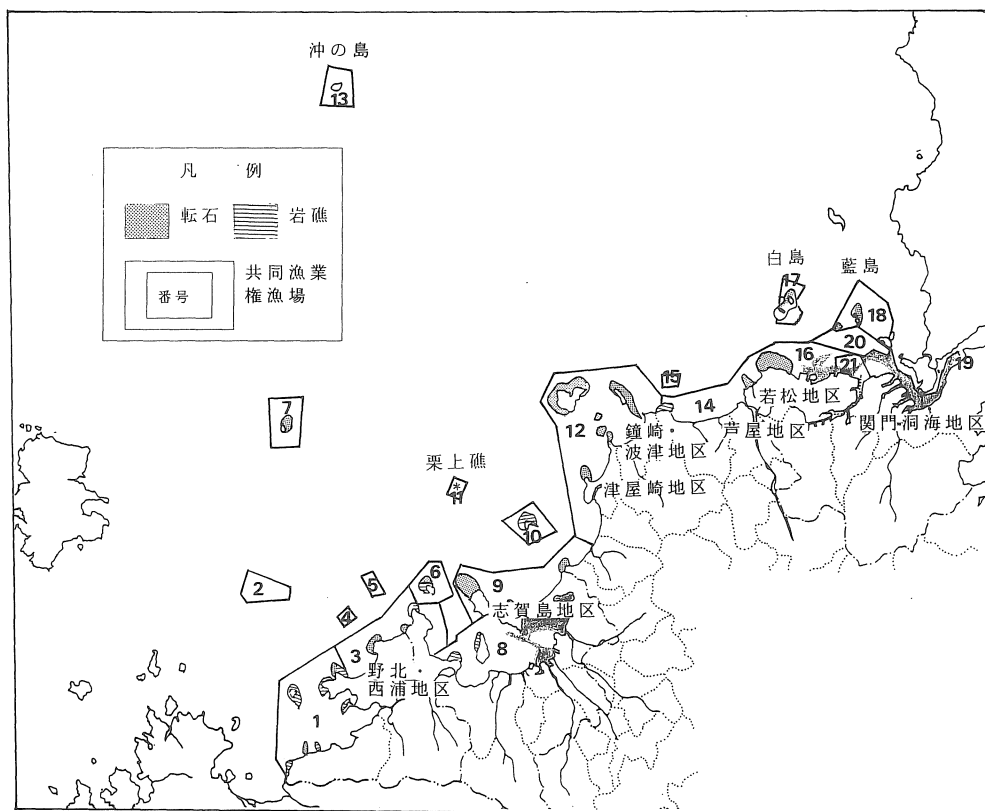 沖の島
13
凡 例
転石 岩礁
番号
共同漁業
権漁場
白島
17
藍島
18
20
16
21
19
15
若松地区
14
関門洞海地区
芦屋地区
12
鐘崎・
波津地区
津屋崎地区
7
栗上礁
11
10
2
5
6
9
4
志賀島地区
3
8
野北・
西浦地区
1